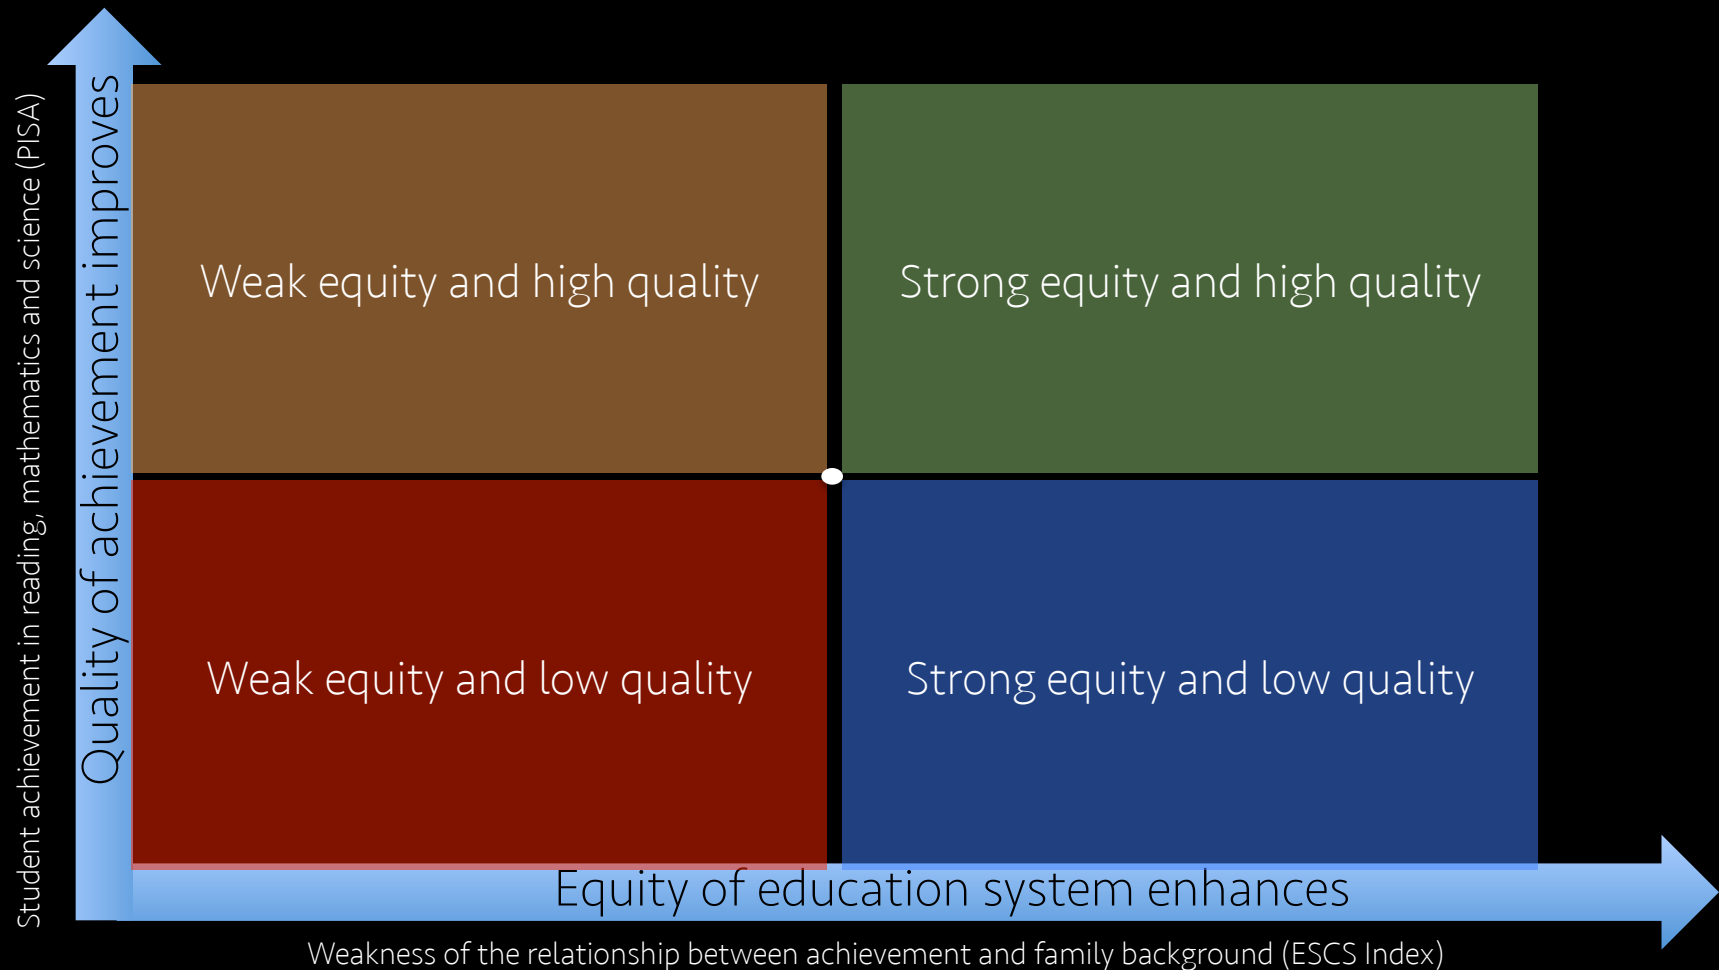 Student achievement in reading, mathematics and science (PISA)
Quality of achievement improves
Weak equity and high quality
Strong equity and high quality
Weak equity and low quality
Strong equity and low quality
Equity of education system enhances
Weakness of the relationship between achievement and family background (ESCS Index)